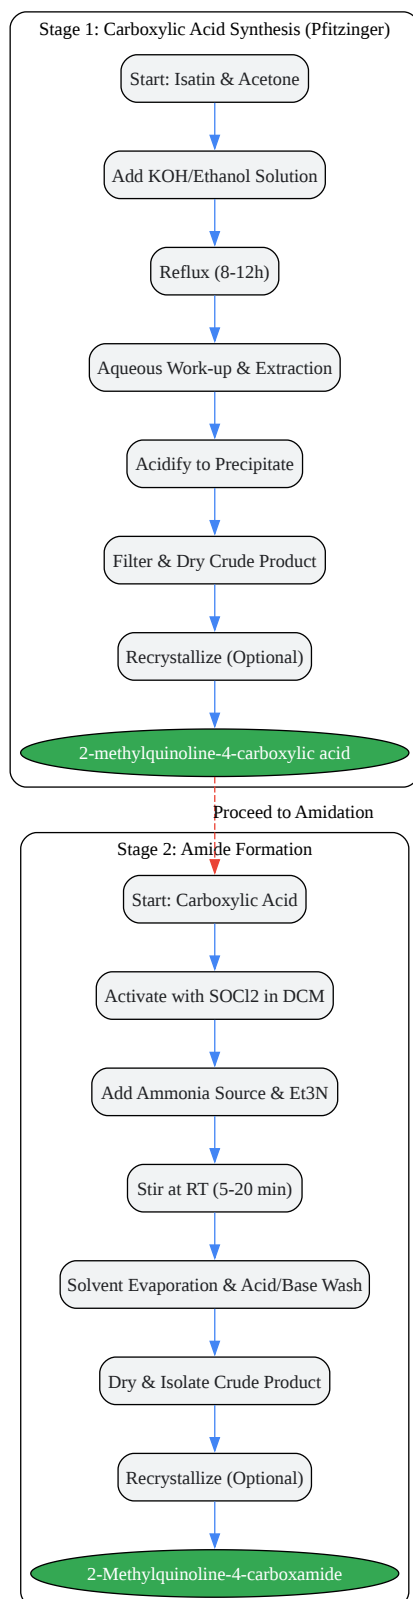 Stage 1: Carboxylic Acid Synthesis (Pfitzinger)
Start: Isatin & Acetone
Add KOH/Ethanol Solution
Reflux (8-12h)
Aqueous Work-up & Extraction
Acidify to Precipitate
Filter & Dry Crude Product
Recrystallize (Optional)
2-methylquinoline-4-carboxylic acid
Proceed to Amidation
Stage 2: Amide Formation
Start: Carboxylic Acid
Activate with SOCl2 in DCM
Add Ammonia Source & Et3N
Stir at RT (5-20 min)
Solvent Evaporation & Acid/Base Wash
Dry & Isolate Crude Product
Recrystallize (Optional)
2-Methylquinoline-4-carboxamide